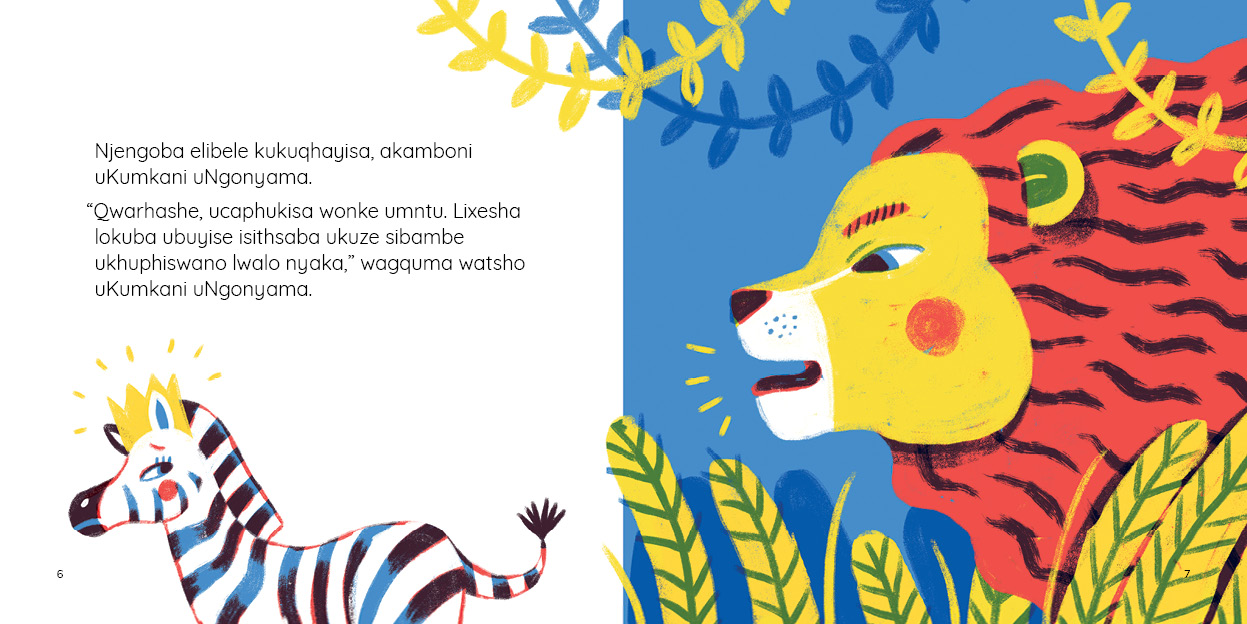 Njengoba elibele kukuqhayisa, akamboni
uKumkani uNgonyama.
“Qwarhashe, ucaphukisa wonke umntu. Lixesha
lokuba ubuyise isithsaba ukuze sibambe
ukhuphiswano lwalo nyaka,” wagquma watsho
uKumkani uNgonyama.
6
7